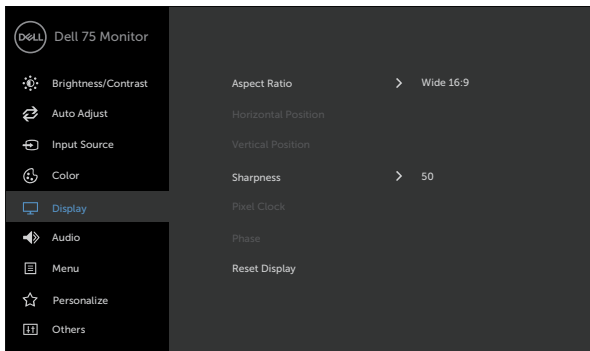 DELL Dell 75 Monitor
Brightness/Contrast
Aspect Ratio Wide 16:9
Auto Adjust
Horizontal Position
Input Source
Vertical Position
Color
Sharpness 50
Display
Pixel Clock
Audio
Phase
Menu
Reset Display
Personalize
Others